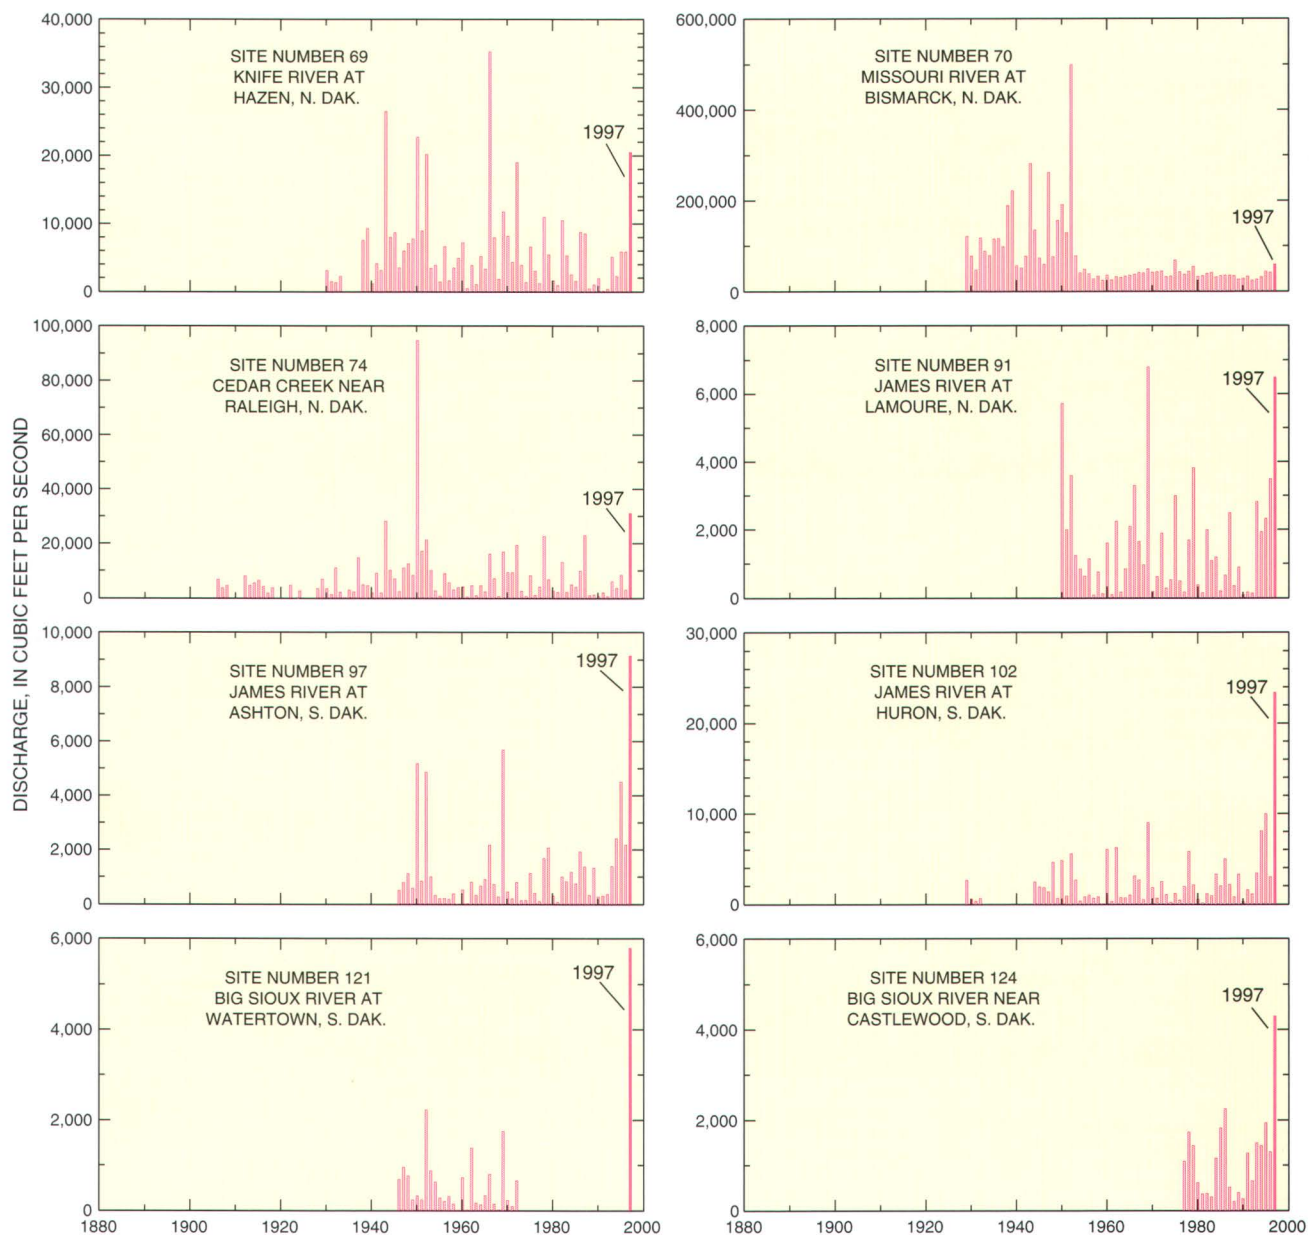 DISCHARGE, IN CUBIC FEET PER SECOND
40,000
30,000
20,000
10,000
0
SITE NUMBER 69
KNIFE RIVER AT
HAZEN, N. DAK.
1997
600,000
400,000
200,000
0
SITE NUMBER 70
MISSOURI RIVER AT
BISMARCK, N. DAK.
1997
100,000
80,000
60,000
40,000
20,000
0
SITE NUMBER 74
CEDAR CREEK NEAR
RALEIGH, N. DAK.
1997
8,000
6,000
4,000
2,000
0
SITE NUMBER 91
JAMES RIVER AT
LAMOURE, N. DAK.
1997
10,000
8,000
6,000
4,000
2,000
0
SITE NUMBER 97
JAMES RIVER AT
ASHTON, S. DAK.
1997
30,000
20,000
10,000
0
SITE NUMBER 102
JAMES RIVER AT
HURON, S. DAK.
1997
6,000
4,000
2,000
0
SITE NUMBER 121
BIG SIOUX RIVER AT
WATERTOWN, S. DAK.
1997
1880 1900 1920 1940 1960 1980 2000
6,000
4,000
2,000
0
SITE NUMBER 124
BIG SIOUX RIVER NEAR
CASTLEWOOD, S. DAK.
1997
1880 1900 1920 1940 1960 1980 2000